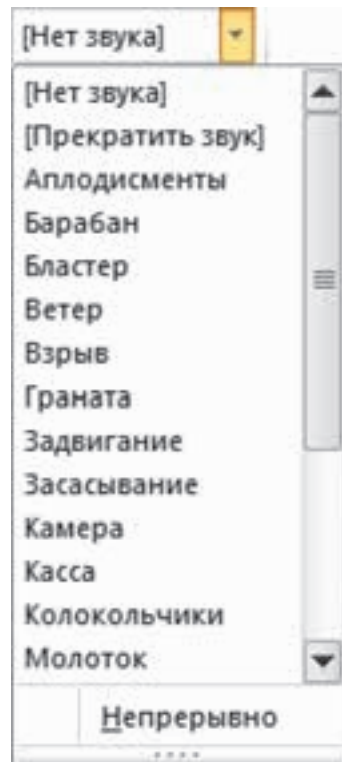 [Нет звука]
[Нет звука]
[Прекратить звук]
Аплодисменты
Барабан
Бластер
Ветер
Взрыв
Граната
Задвигание
Засасывание
Камера
Касса
Колокольчики
Молоток
Непрерывно